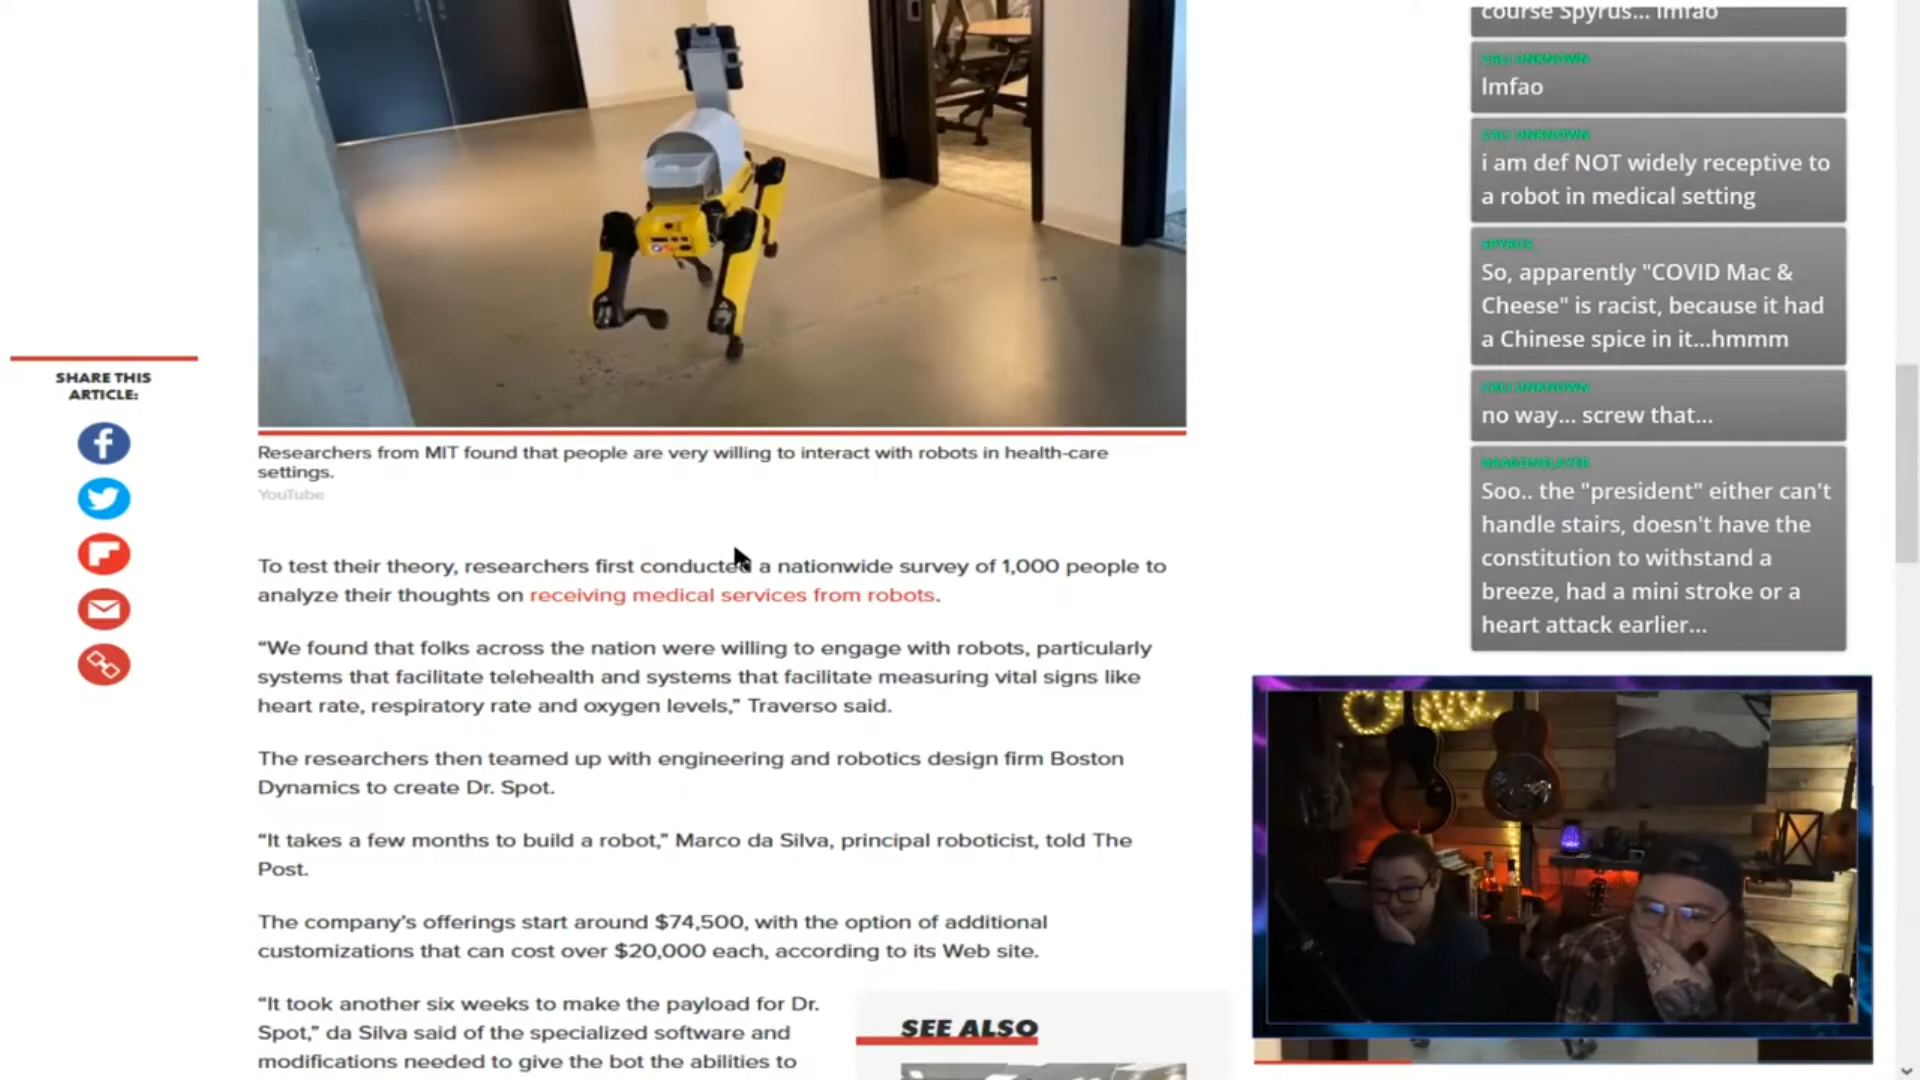 SHARE THIS
ARTICLE:
Researchers from MIT found that people are very willing to interact with robots in health-care
settings.
YouTube
To test their theory, researchers first conducted a nationwide survey of 1,000 people to
analyze their thoughts on receiving medical services from robots.
“We found that folks across the nation were willing to engage with robots, particularly
systems that facilitate telehealth and systems that facilitate measuring vital signs like
heart rate, respiratory rate and oxygen levels,” Traverso said.
The researchers then teamed up with engineering and robotics design firm Boston
Dynamics to create Dr. Spot.
“It takes a few months to build a robot,” Marco da Silva, principal roboticist, told The
Post.
The company’s offerings start around $74,500, with the option of additional
customizations that can cost over $20,000 each, according to its Web site.
“It took another six weeks to make the payload for Dr.
Spot,” da Silva said of the specialized software and
modifications needed to give the bot the abilities to
SEE ALSO
course Spyrus... lmfao
CALI UNKNOWN
lmfao
CALI UNKNOWN
i am def NOT widely receptive to
a robot in medical setting
SPYRUS
So, apparently "COVID Mac &
Cheese" is racist, because it had
a Chinese spice in it...hmmm
CALI UNKNOWN
no way... screw that...
DRAGONSLAYER
Soo.. the "president" either can't
handle stairs, doesn't have the
constitution to withstand a
breeze, had a mini stroke or a
heart attack earlier...